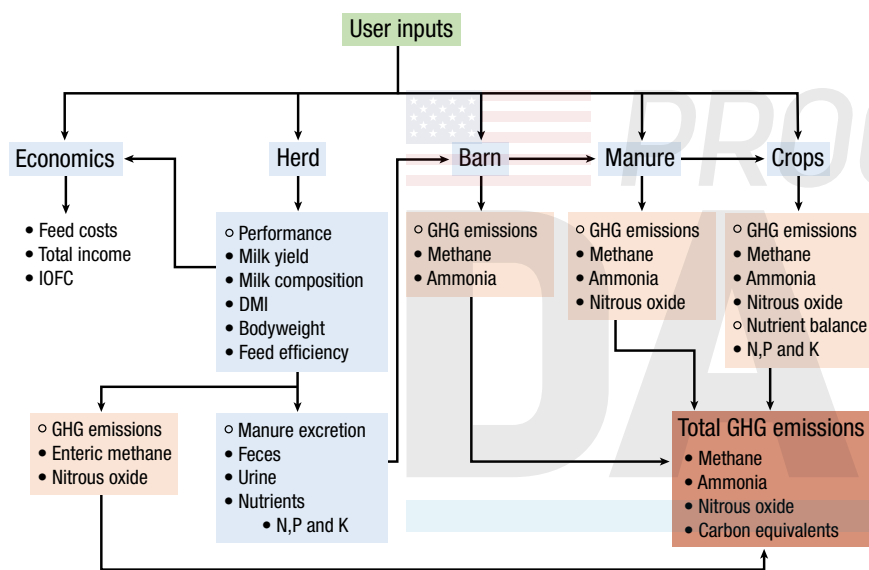 User inputs
Economics
Herd
Barn
Manure
Crops
• Feed costs
• Total income
• IOFC
○ Performance
• Milk yield
• Milk composition
• DMI
• Bodyweight
• Feed efficiency
○ GHG emissions
• Methane
• Ammonia
○ GHG emissions
• Methane
• Ammonia
• Nitrous oxide
○ GHG emissions
• Methane
• Ammonia
• Nitrous oxide
○ Nutrient balance
• N,P and K
○ GHG emissions
• Enteric methane
• Nitrous oxide
○ Manure excretion
• Feces
• Urine
• Nutrients
• N,P and K
Total GHG emissions
• Methane
• Ammonia
• Nitrous oxide
• Carbon equivalents
PRO
DA